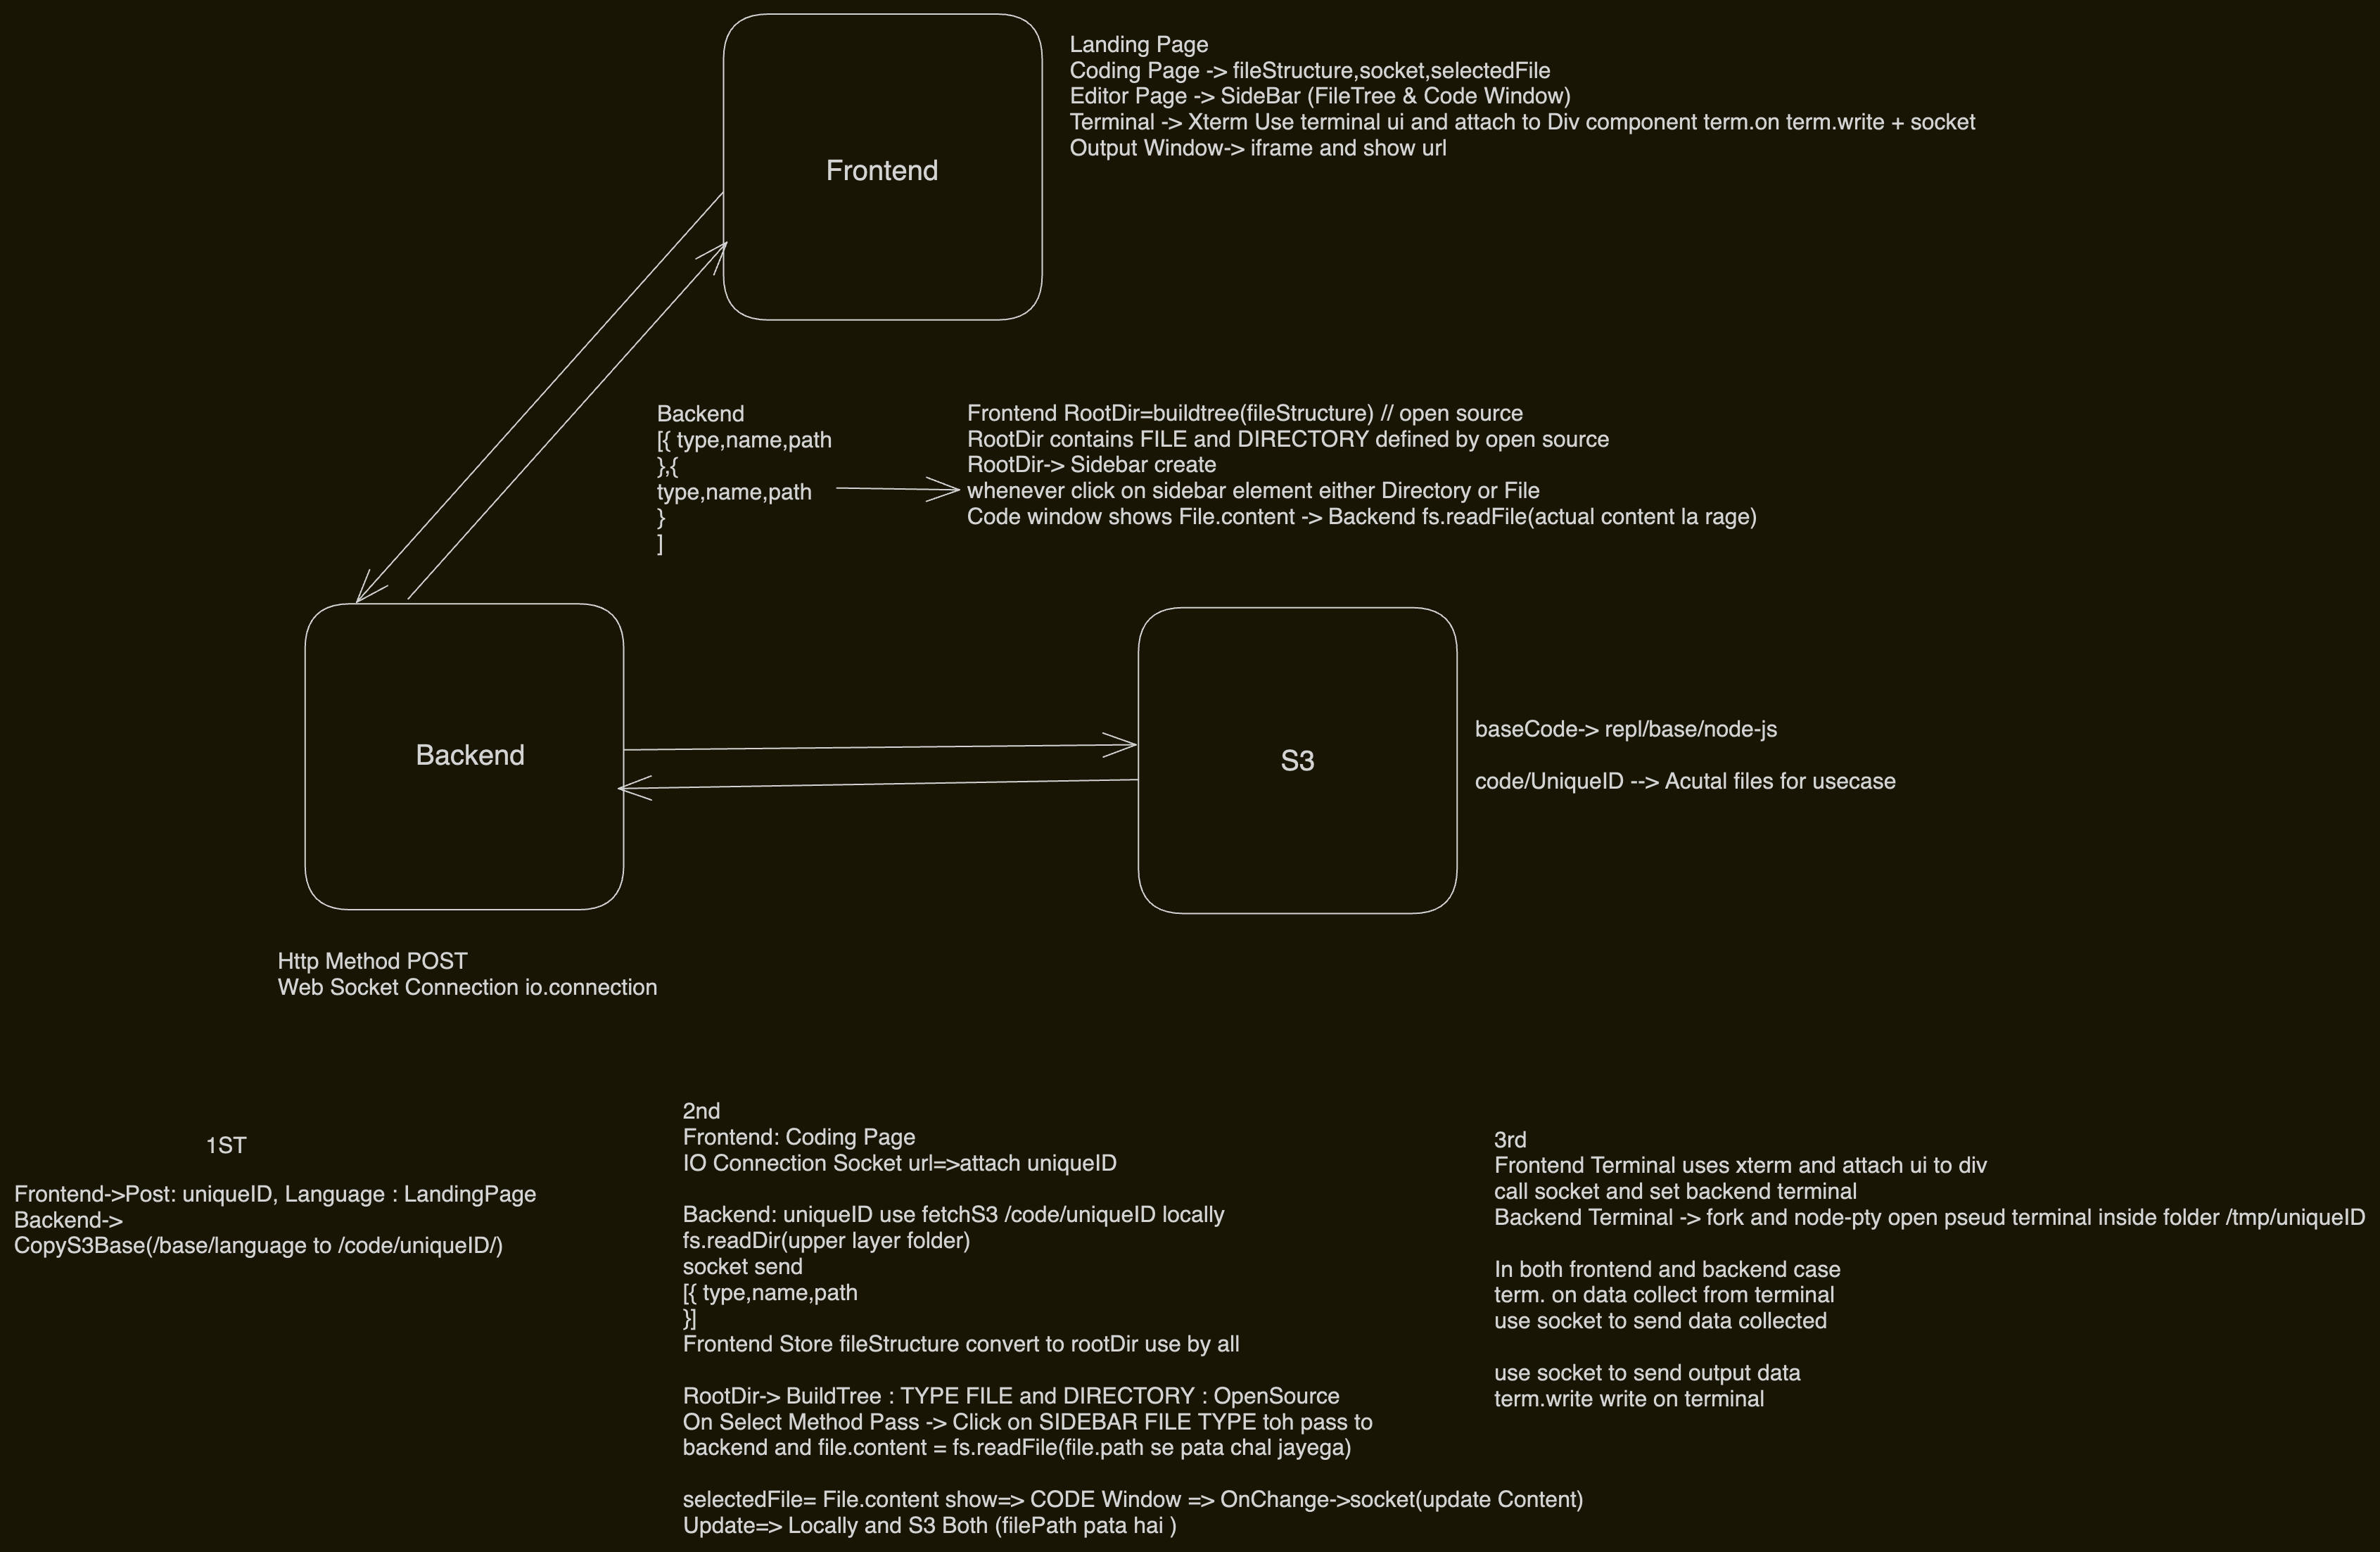 Landing Page
Coding Page -> fileStructure,socket,selectedFile
Editor Page -> SideBar (FileTree & Code Window)
Terminal -> Xterm Use terminal ui and attach to Div component term.on term.write + socket
Output Window-> iframe and show url
Frontend
Backend
[{ type,name,path
},{
type,name,path
}
]
Frontend RootDir=buildtree(fileStructure) // open source
RootDir contains FILE and DIRECTORY defined by open source
RootDir-> Sidebar create
whenever click on sidebar element either Directory or File
Code window shows File.content -> Backend fs.readFile(actual content la rage)
Backend
S3
baseCode-> repl/base/node-js
code/UniqueID --> Acutal files for usecase
Http Method POST
Web Socket Connection io.connection
1ST
Frontend->Post: uniqueID, Language : LandingPage
Backend->
CopyS3Base(/base/language to /code/uniqueID/)
2nd
Frontend: Coding Page
IO Connection Socket url=>attach uniqueID
Backend: uniqueID use fetchS3 /code/uniqueID locally
fs.readDir(upper layer folder)
socket send
[{ type,name,path
}]
Frontend Store fileStructure convert to rootDir use by all
RootDir-> BuildTree : TYPE FILE and DIRECTORY : OpenSource
On Select Method Pass -> Click on SIDEBAR FILE TYPE toh pass to
backend and file.content = fs.readFile(file.path se pata chal jayega)
selectedFile= File.content show=> CODE Window => OnChange->socket(update Content)
Update=> Locally and S3 Both (filePath pata hai )
3rd
Frontend Terminal uses xterm and attach ui to div
call socket and set backend terminal
Backend Terminal -> fork and node-pty open pseud terminal inside folder /tmp/uniqueID
In both frontend and backend case
term. on data collect from terminal
use socket to send data collected
use socket to send output data
term.write write on terminal